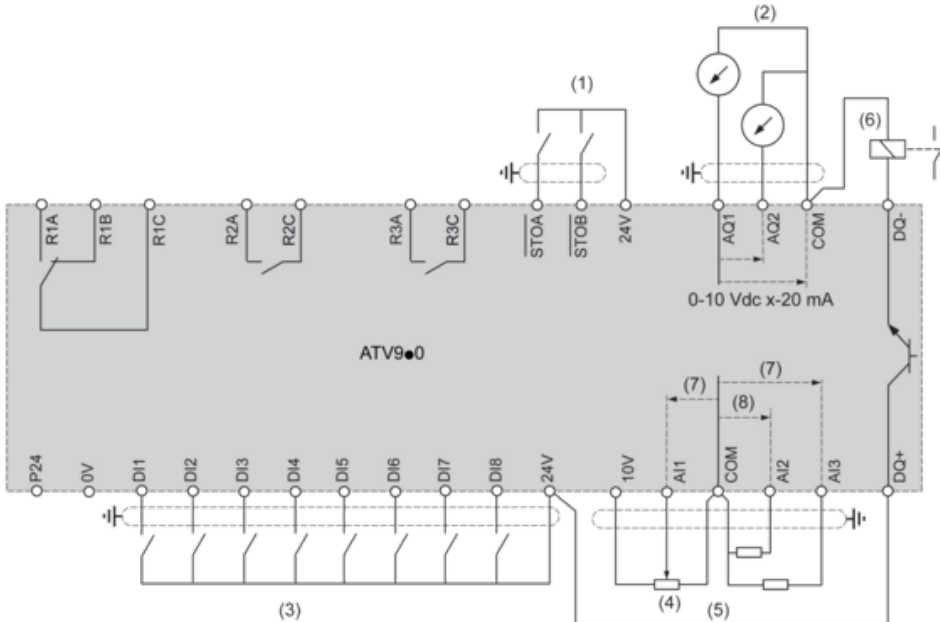 (2)
(1)
(6)
R1A
R1B
R1C
R2A
R2C
R3A
R3C
STOA
STOB
24V
AQ1
AQ2
COM
DQ-
0-10 Vdc x-20 mA
ATV9●0
(7)
(7)
(8)
P24
0V
DI1
DI2
DI3
DI4
DI5
DI6
DI7
DI8
24V
10V
AI1
COM
AI2
AI3
DQ+
(3)
(4)
(5)